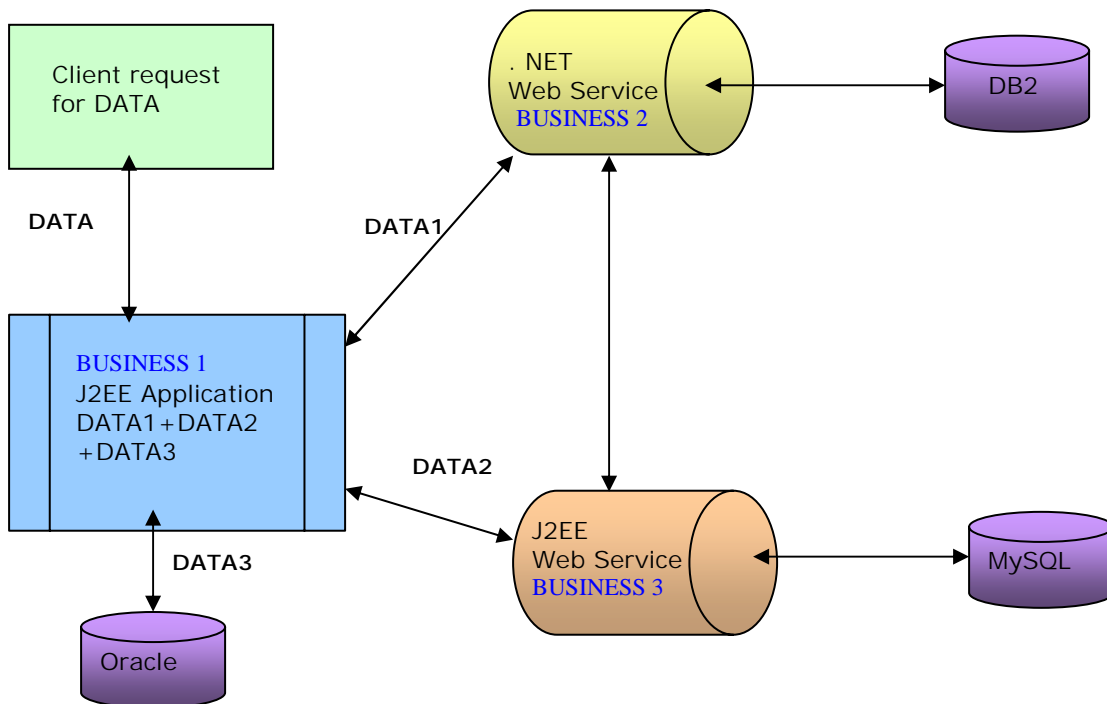 Client request
for DATA
. NET
Web Service
BUSINESS 2
DB2
DATA
DATA1
BUSINESS 1
J2EE Application
DATA1+DATA2
+DATA3
DATA2
J2EE
Web Service
BUSINESS 3
MySQL
DATA3
Oracle